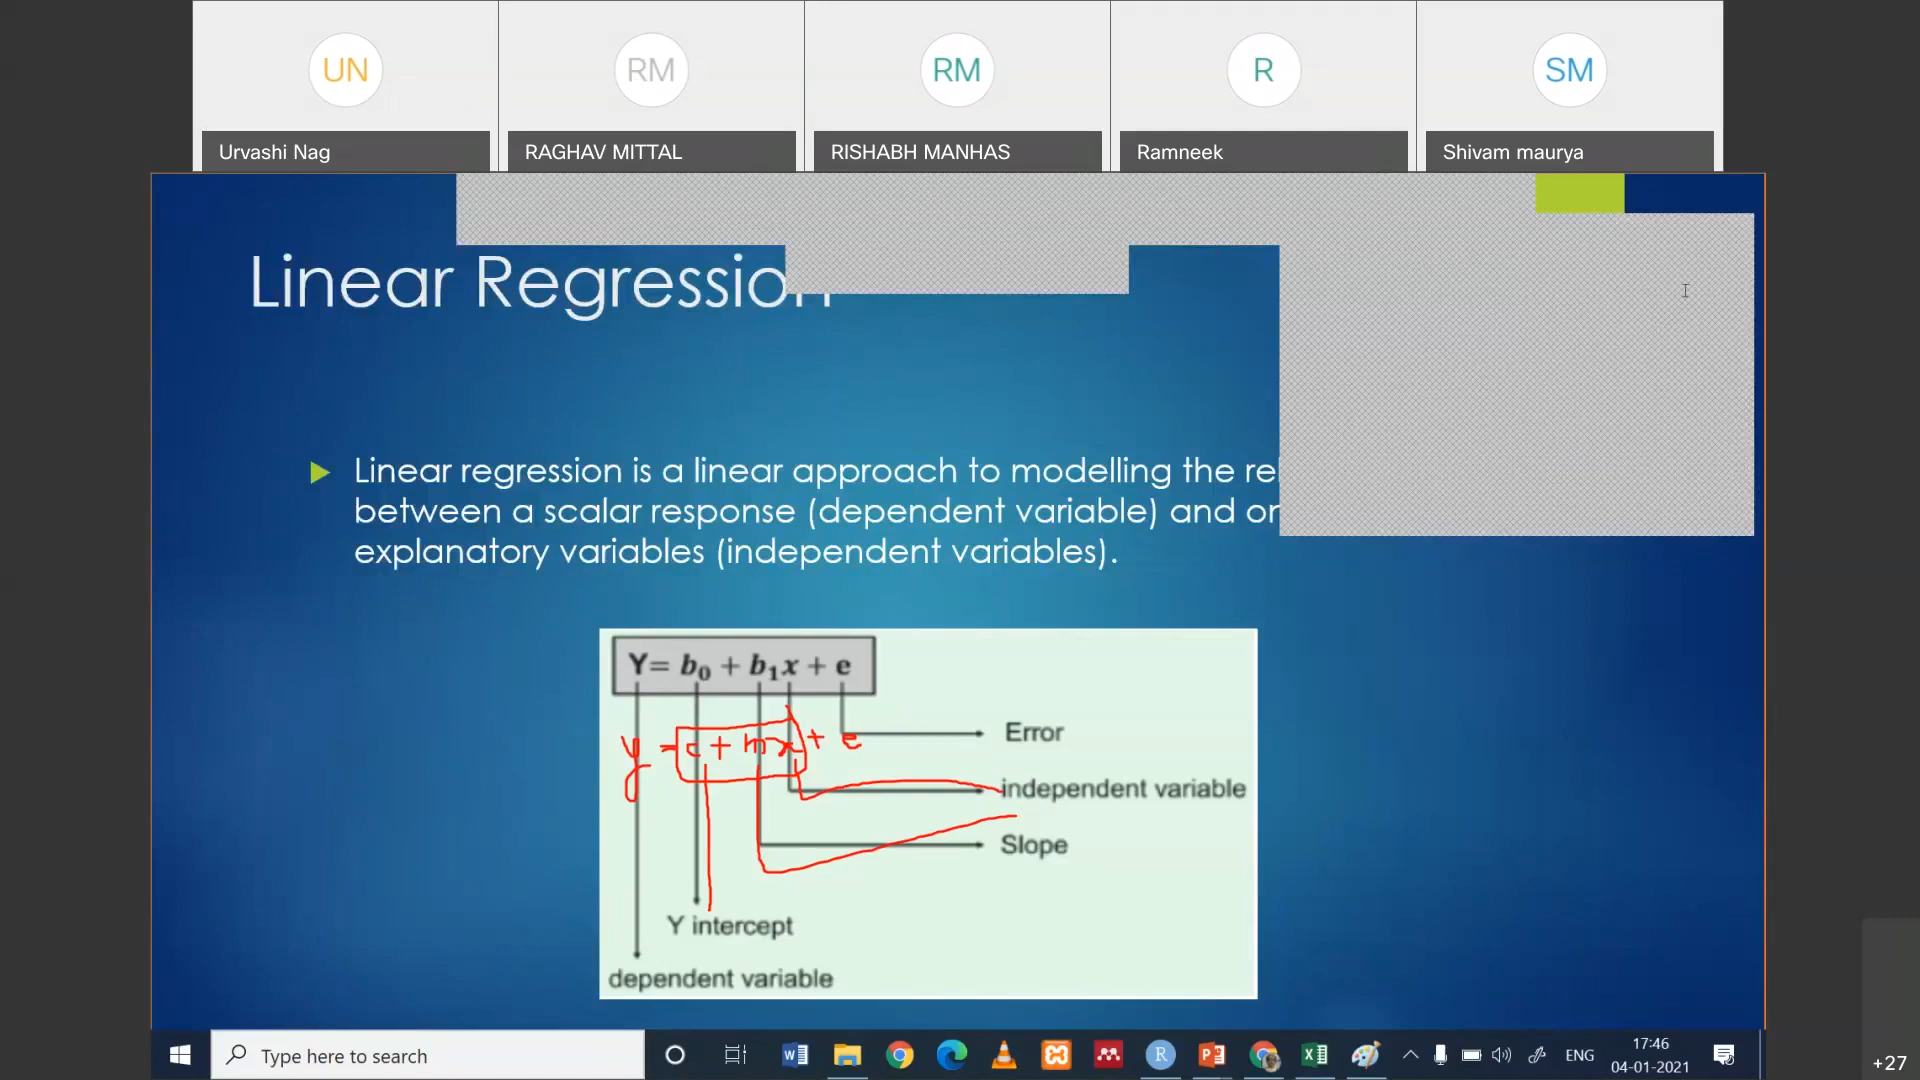 UN RM RM R SM
Urvashi Nag RAGHAV MITTAL RISHABH MANHAS Ramneek Shivam maurya
Linear Regression
Linear regression is a linear approach to modelling the rel
between a scalar response (dependent variable) and or
explanatory variables (independent variables).
Y= b₀ + b₁x + e
y = c + mx + e
Error
independent variable
Slope
Y intercept
dependent variable
Type here to search
ENG
17:46
04-01-2021
+27